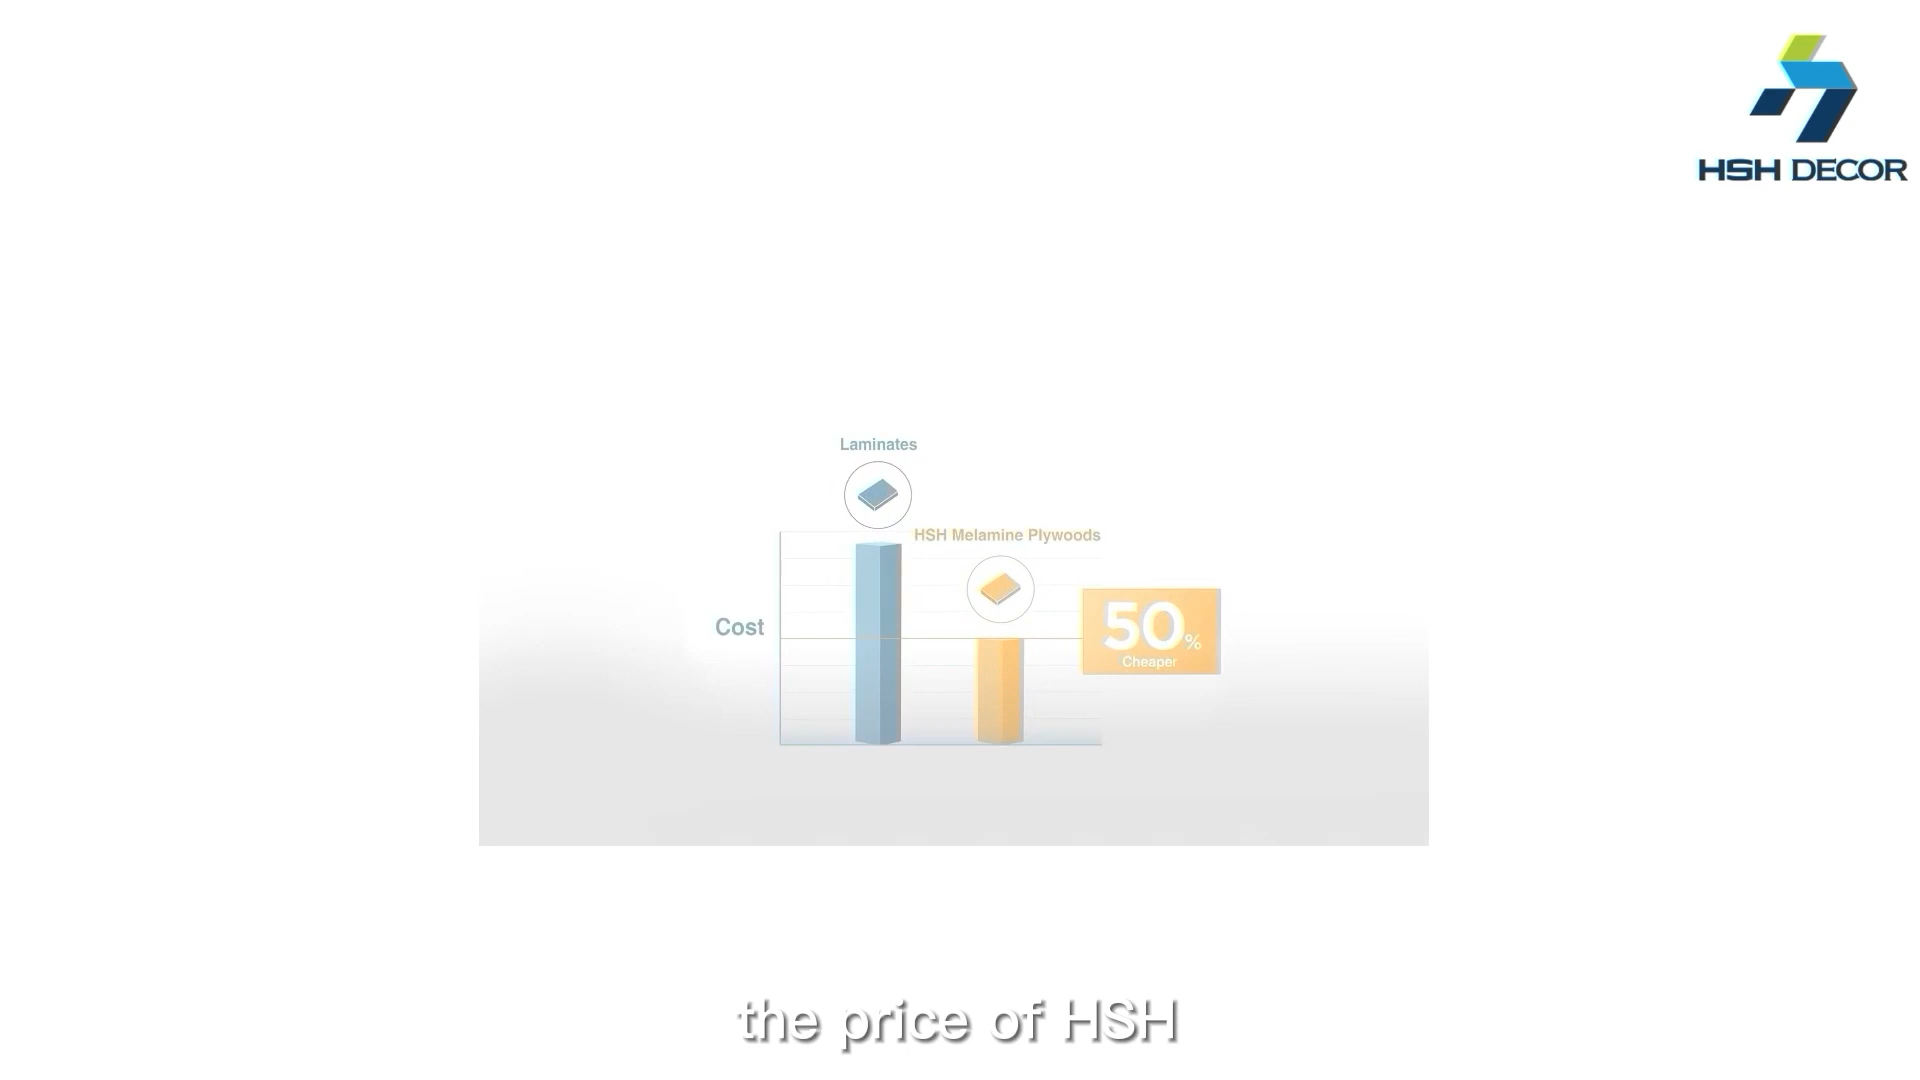 HSH DECOR
Laminates
HSH Melamine Plywoods
Cost
50%
Cheaper
the price of HSH